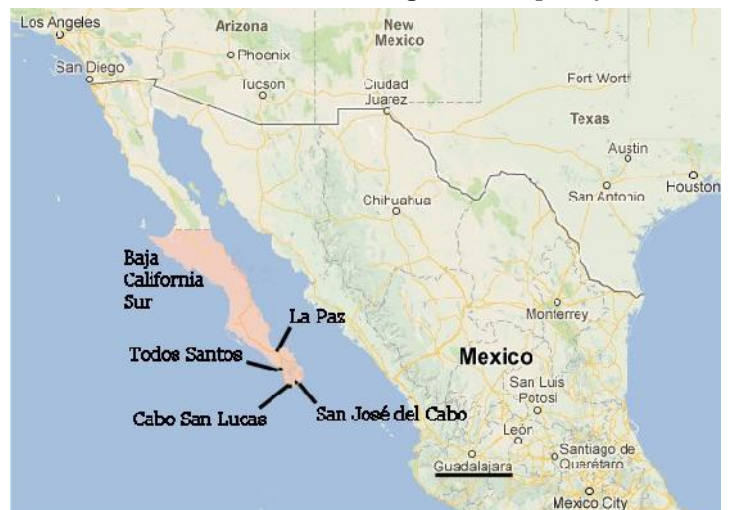 Los Angeles
Arizona
New
Mexico
Phoenix
San Diego
Tucson
Ciudad
Juarez
Fort Wort
Texas
Austin
San Antonio
Houston
Chihuahua
Baja
California
Sur
La Paz
Monterrey
Todos Santos
Mexico
San Luis
Potosi
Cabo San Lucas
San José del Cabo
León
Santiago de
Querétaro
Guadalajara
Mexico City